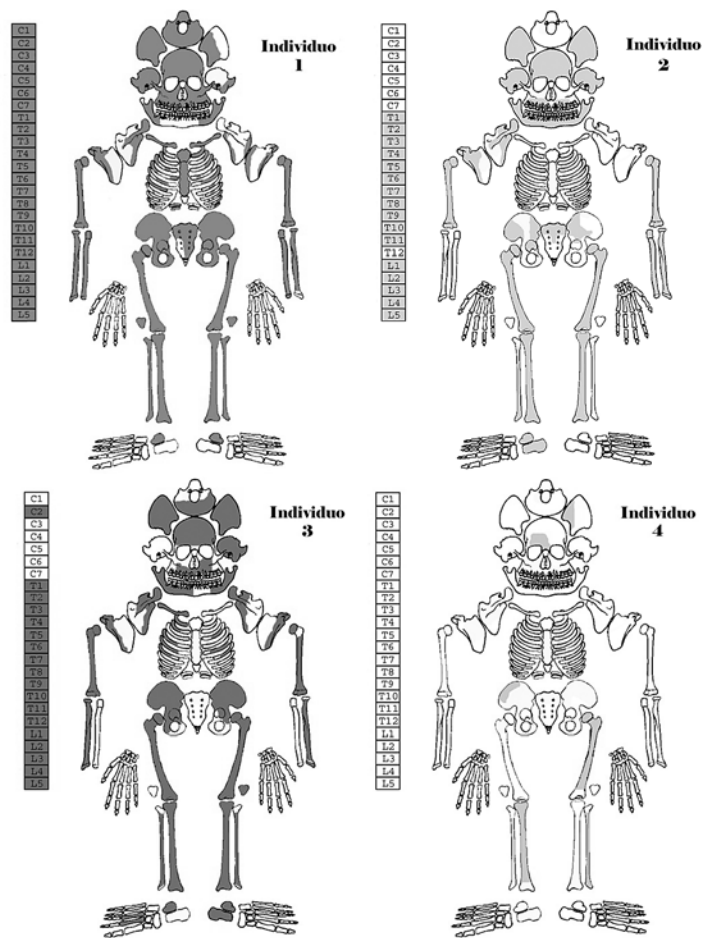 Individuo
1
C1
C2
C3
C4
C5
C6
C7
T1
T2
T3
T4
T5
T6
T7
T8
T9
T10
T11
T12
L1
L2
L3
L4
L5
Individuo
2
C1
C2
C3
C4
C5
C6
C7
T1
T2
T3
T4
T5
T6
T7
T8
T9
T10
T11
T12
L1
L2
L3
L4
L5
Individuo
3
C1
C2
C3
C4
C5
C6
C7
T1
T2
T3
T4
T5
T6
T7
T8
T9
T10
T11
T12
L1
L2
L3
L4
L5
Individuo
4
C1
C2
C3
C4
C5
C6
C7
T1
T2
T3
T4
T5
T6
T7
T8
T9
T10
T11
T12
L1
L2
L3
L4
L5